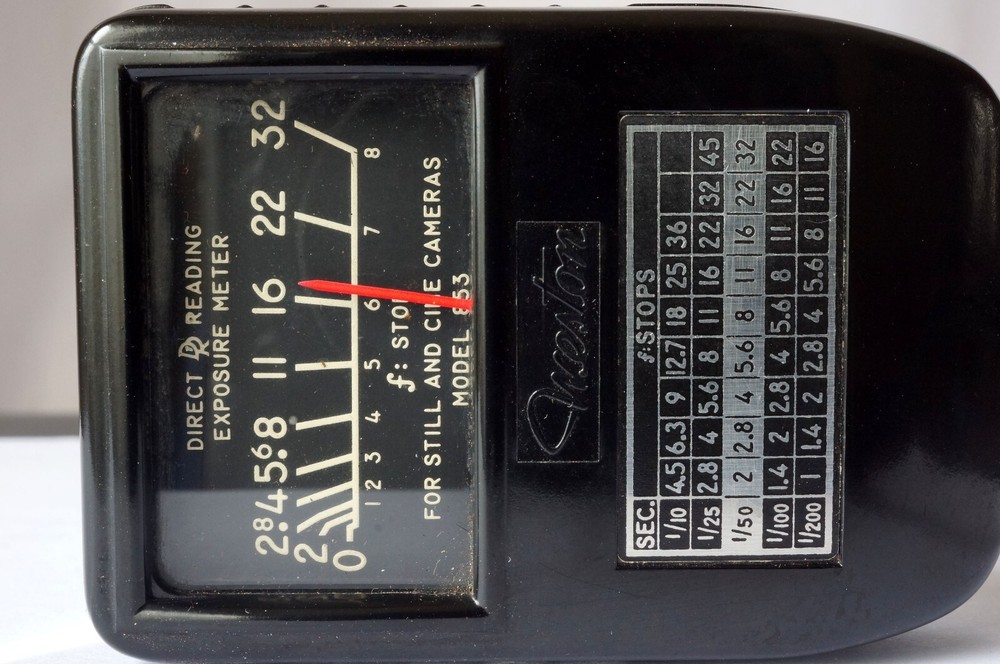 DIRECT DR READING
EXPOSURE METER
2.8 4 5.6 8 11 16 22 32
2
0
1 2 3 4 5 6 7 8
f: STO
FOR STILL AND CINE CAMERAS
MODEL 853
Weston
SEC. f:STOPS
1/10 4.5 6.3 9 12.7 18 25 36
1/25 2.8 4 5.6 8 11 16 22 32 45
1/50 2 2.8 4 5.6 8 11 16 22 32
1/100 1.4 2 2.8 4 5.6 8 11 16 22
1/200 1 1.4 2 2.8 4 5.6 8 11 16